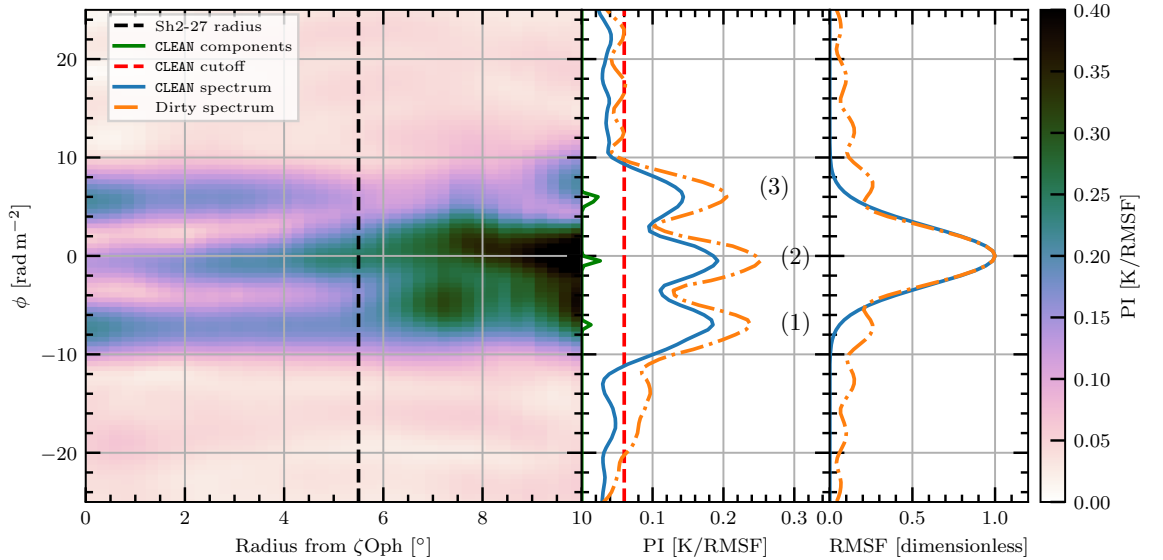 Sh2-27 radius
CLEAN components
CLEAN cutoff
CLEAN spectrum
Dirty spectrum
20
10
0
−10
−20
ϕ [rad m⁻²]
0
2
4
6
8
10
Radius from ζOph [°]
(3)
(2)
(1)
0.1
0.2
0.3
PI [K/RMSF]
0.0
0.5
1.0
RMSF [dimensionless]
0.40
0.35
0.30
0.25
0.20
0.15
0.10
0.05
0.00
PI [K/RMSF]